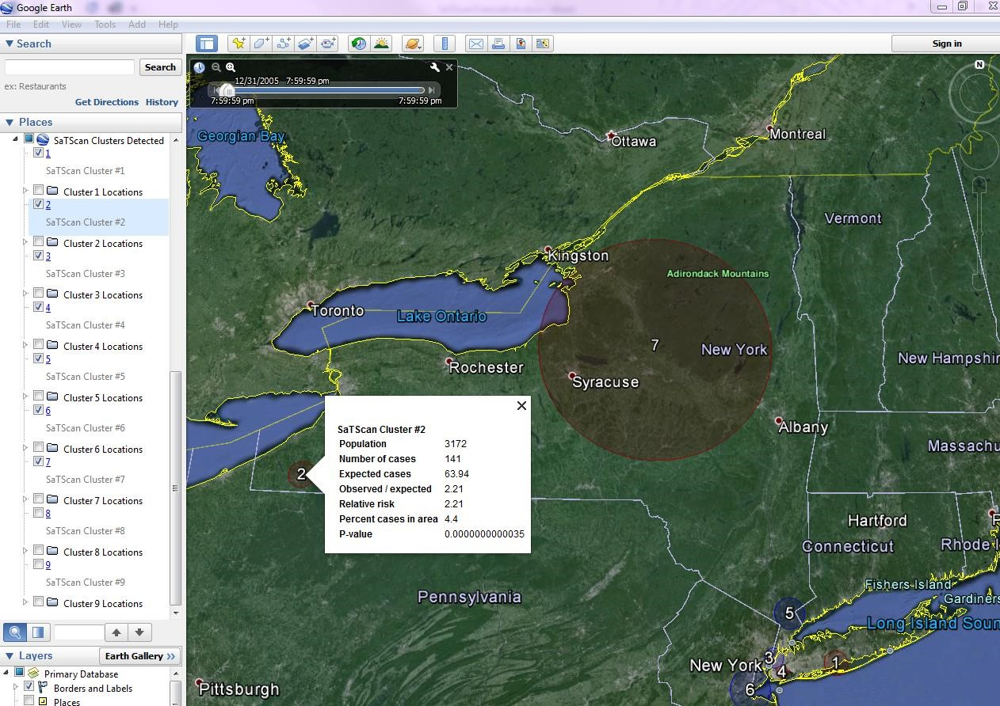 Google Earth
File Edit View Tools Add Help
Search
Sign in
Search
ex: Restaurants
Get Directions History
Places
SaTScan Clusters Detected
1
SaTScan Cluster #1
Cluster 1 Locations
2
SaTScan Cluster #2
Cluster 2 Locations
3
SaTScan Cluster #3
Cluster 3 Locations
4
SaTScan Cluster #4
Cluster 4 Locations
5
SaTScan Cluster #5
Cluster 5 Locations
6
SaTScan Cluster #6
Cluster 6 Locations
7
SaTScan Cluster #7
Cluster 7 Locations
8
SaTScan Cluster #8
Cluster 8 Locations
9
SaTScan Cluster #9
Cluster 9 Locations
Layers
Earth Gallery >>
Primary Database
Borders and Labels
Places
12/31/2005 7:59:59 pm
7:59:59 pm 7:59:59 pm
N
Georgian Bay
Ottawa
Montreal
Vermont
Kingston
Adirondack Mountains
Toronto
Lake Ontario
7
New York
New Hampshir
Rochester
Syracuse
Albany
Massachu
2
SaTScan Cluster #2
Population 3172
Number of cases 141
Expected cases 63.94
Observed / expected 2.21
Relative risk 2.21
Percent cases in area 4.4
P-value 0.0000000000035
Hartford
P
Connecticut
Rhode I
Fishers Island
Gardiners
Pennsylvania
5
Long Island Soun
New York
3
4
1
6
Pittsburgh